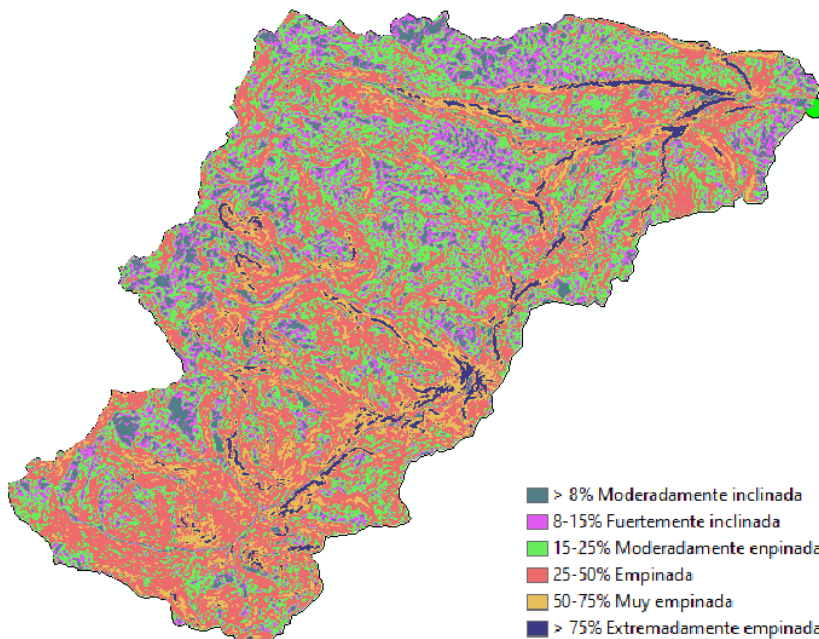 > 8% Moderadamente inclinada
8-15% Fuertemente inclinada
15-25% Moderadamente enpinada
25-50% Empinada
50-75% Muy empinada
> 75% Extremadamente empinada